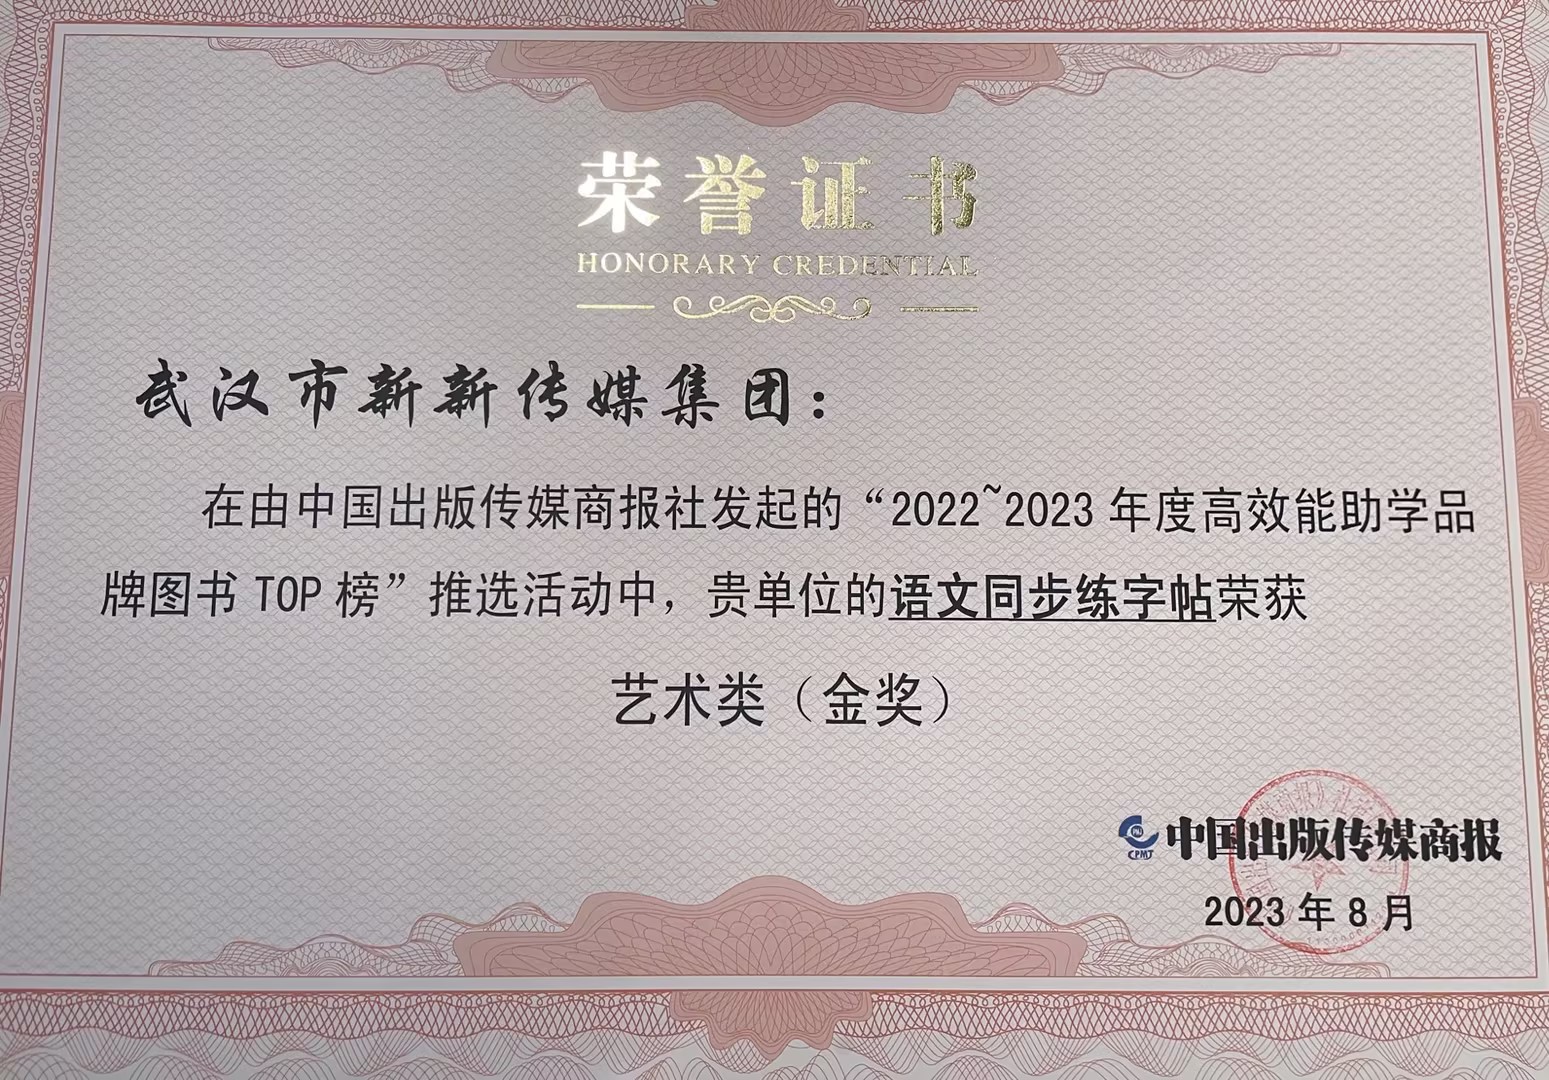 荣誉证书
HONORARY CREDENTIAL
武汉市新新传媒集团：
在由中国出版传媒商报社发起的“2022~2023年度高效能助学品
牌图书TOP榜”推选活动中，贵单位的语文同步练字帖荣获
艺术类（金奖）
CPMJ
中国出版传媒商报
2023年8月